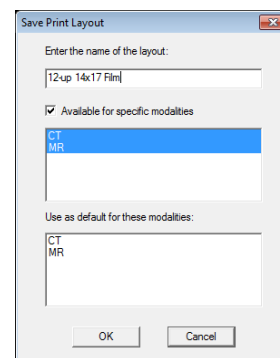 Save Print Layout
Enter the name of the layout:
12-up 14x17 Film
Available for specific modalities
CT
MR
Use as default for these modalities:
CT
MR
OK Cancel